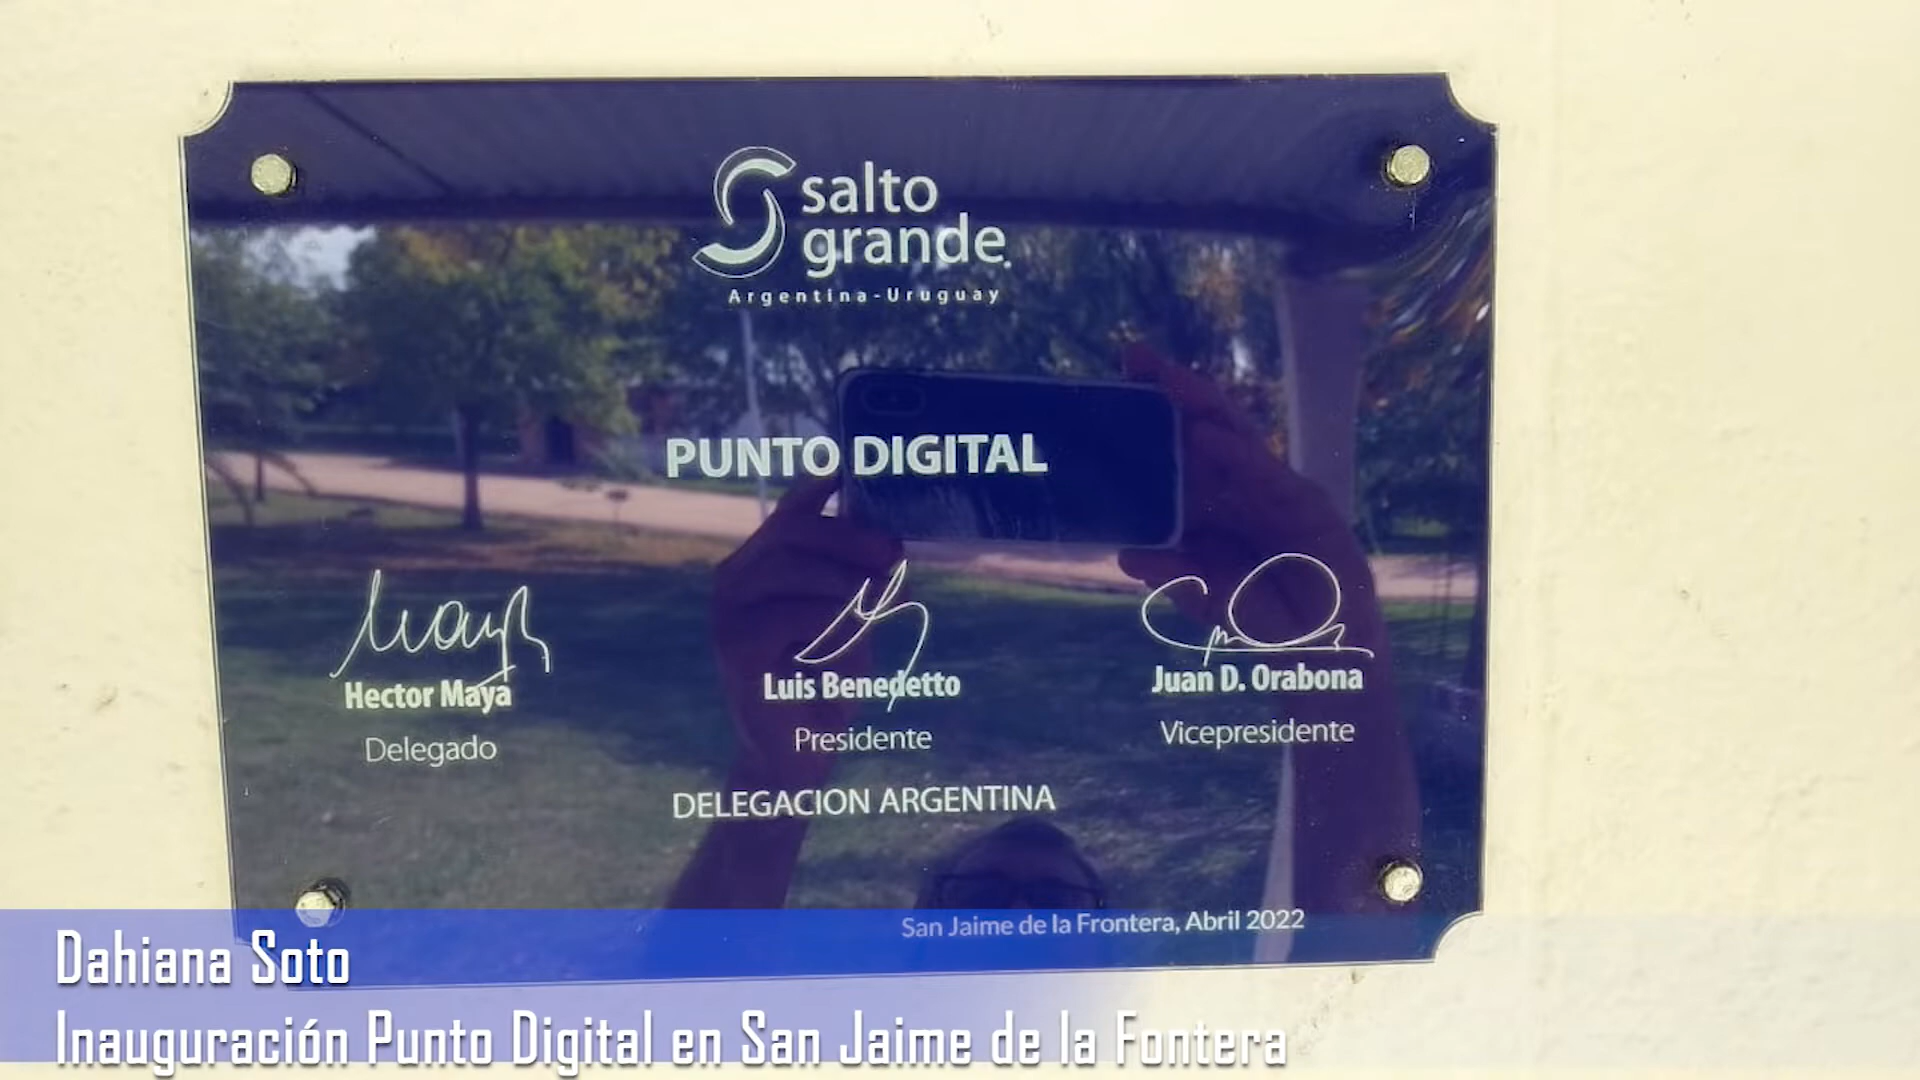 salto
grande.
Argentina-Uruguay
PUNTO DIGITAL
Hector Maya
Luis Benedetto
Juan D. Orabona
Delegado
Presidente
Vicepresidente
DELEGACION ARGENTINA
San Jaime de la Frontera, Abril 2022
Dahiana Soto
Inauguración Punto Digital en San Jaime de la Fontera